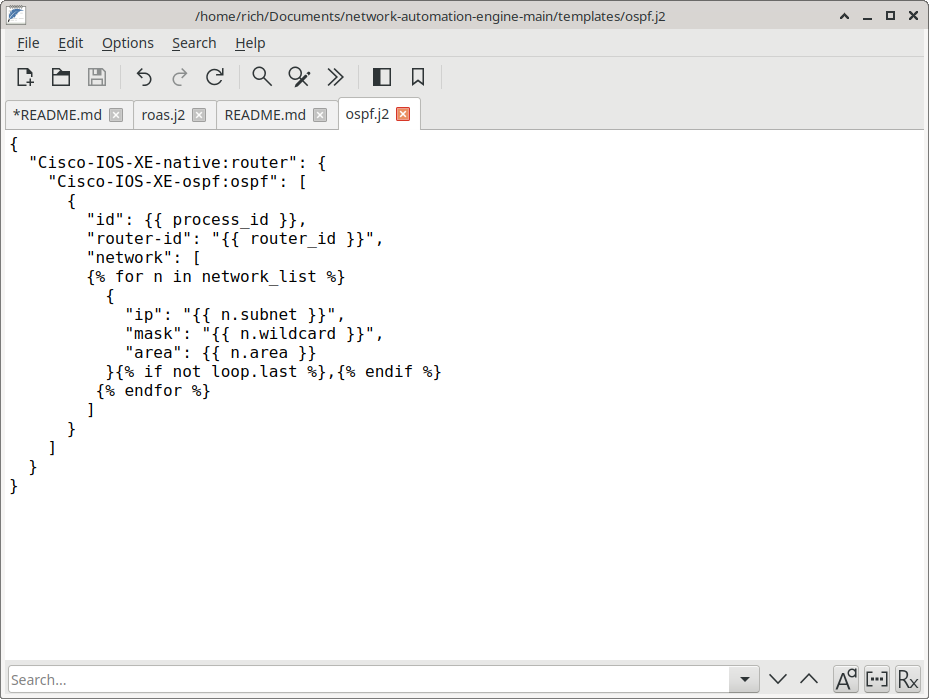 /home/rich/Documents/network-automation-engine-main/templates/ospf.j2
File Edit Options Search Help
*README.md roas.j2 README.md ospf.j2
{
  "Cisco-IOS-XE-native:router": {
    "Cisco-IOS-XE-ospf:ospf": [
      {
        "id": {{ process_id }},
        "router-id": "{{ router_id }}",
        "network": [
        {% for n in network_list %}
          {
            "ip": "{{ n.subnet }}",
            "mask": "{{ n.wildcard }}",
            "area": {{ n.area }}
          }{% if not loop.last %},{% endif %}
         {% endfor %}
        ]
      }
    ]
  }
}
Search... Aa [···] Rx